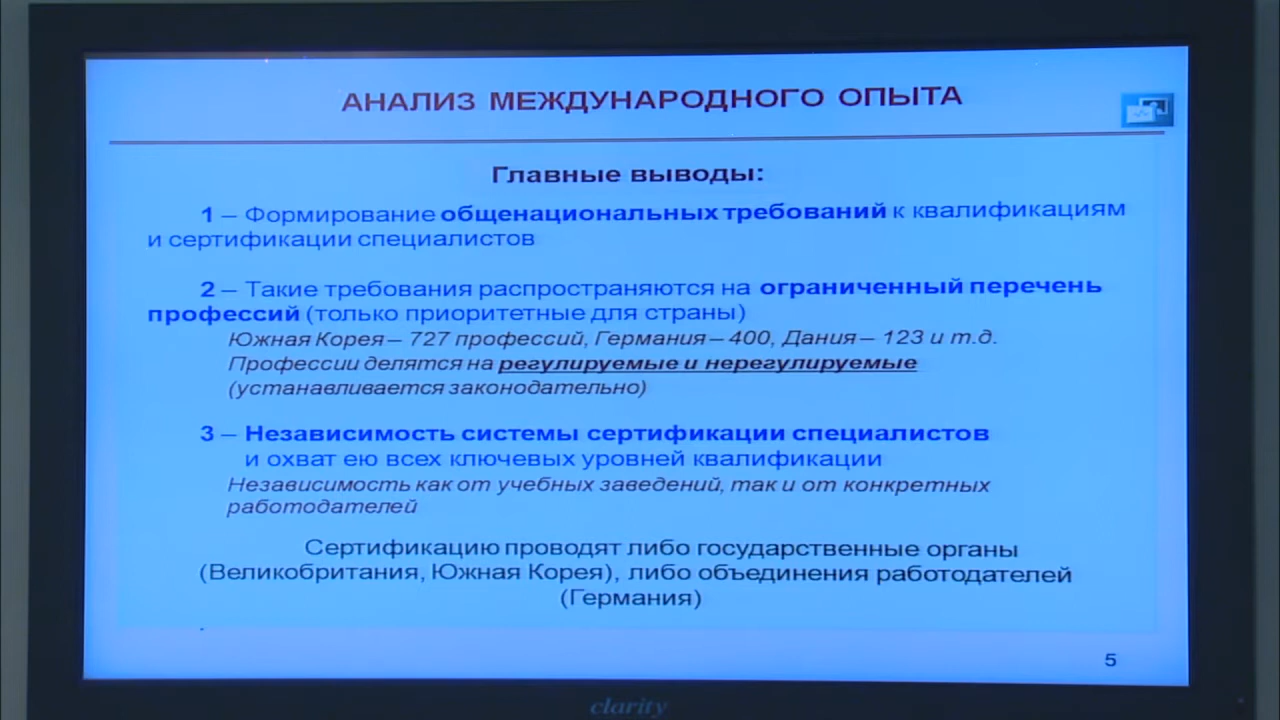 АНАЛИЗ МЕЖДУНАРОДНОГО ОПЫТА
Главные выводы:
1 – Формирование общенациональных требований к квалификациям
и сертификации специалистов
2 – Такие требования распространяются на ограниченный перечень
профессий (только приоритетные для страны)
Южная Корея – 727 профессий, Германия – 400, Дания – 123 и т.д.
Профессии делятся на регулируемые и нерегулируемые
(устанавливается законодательно)
3 – Независимость системы сертификации специалистов
и охват ею всех ключевых уровней квалификации
Независимость как от учебных заведений, так и от конкретных
работодателей
Сертификацию проводят либо государственные органы
(Великобритания, Южная Корея), либо объединения работодателей
(Германия)
5
clarity